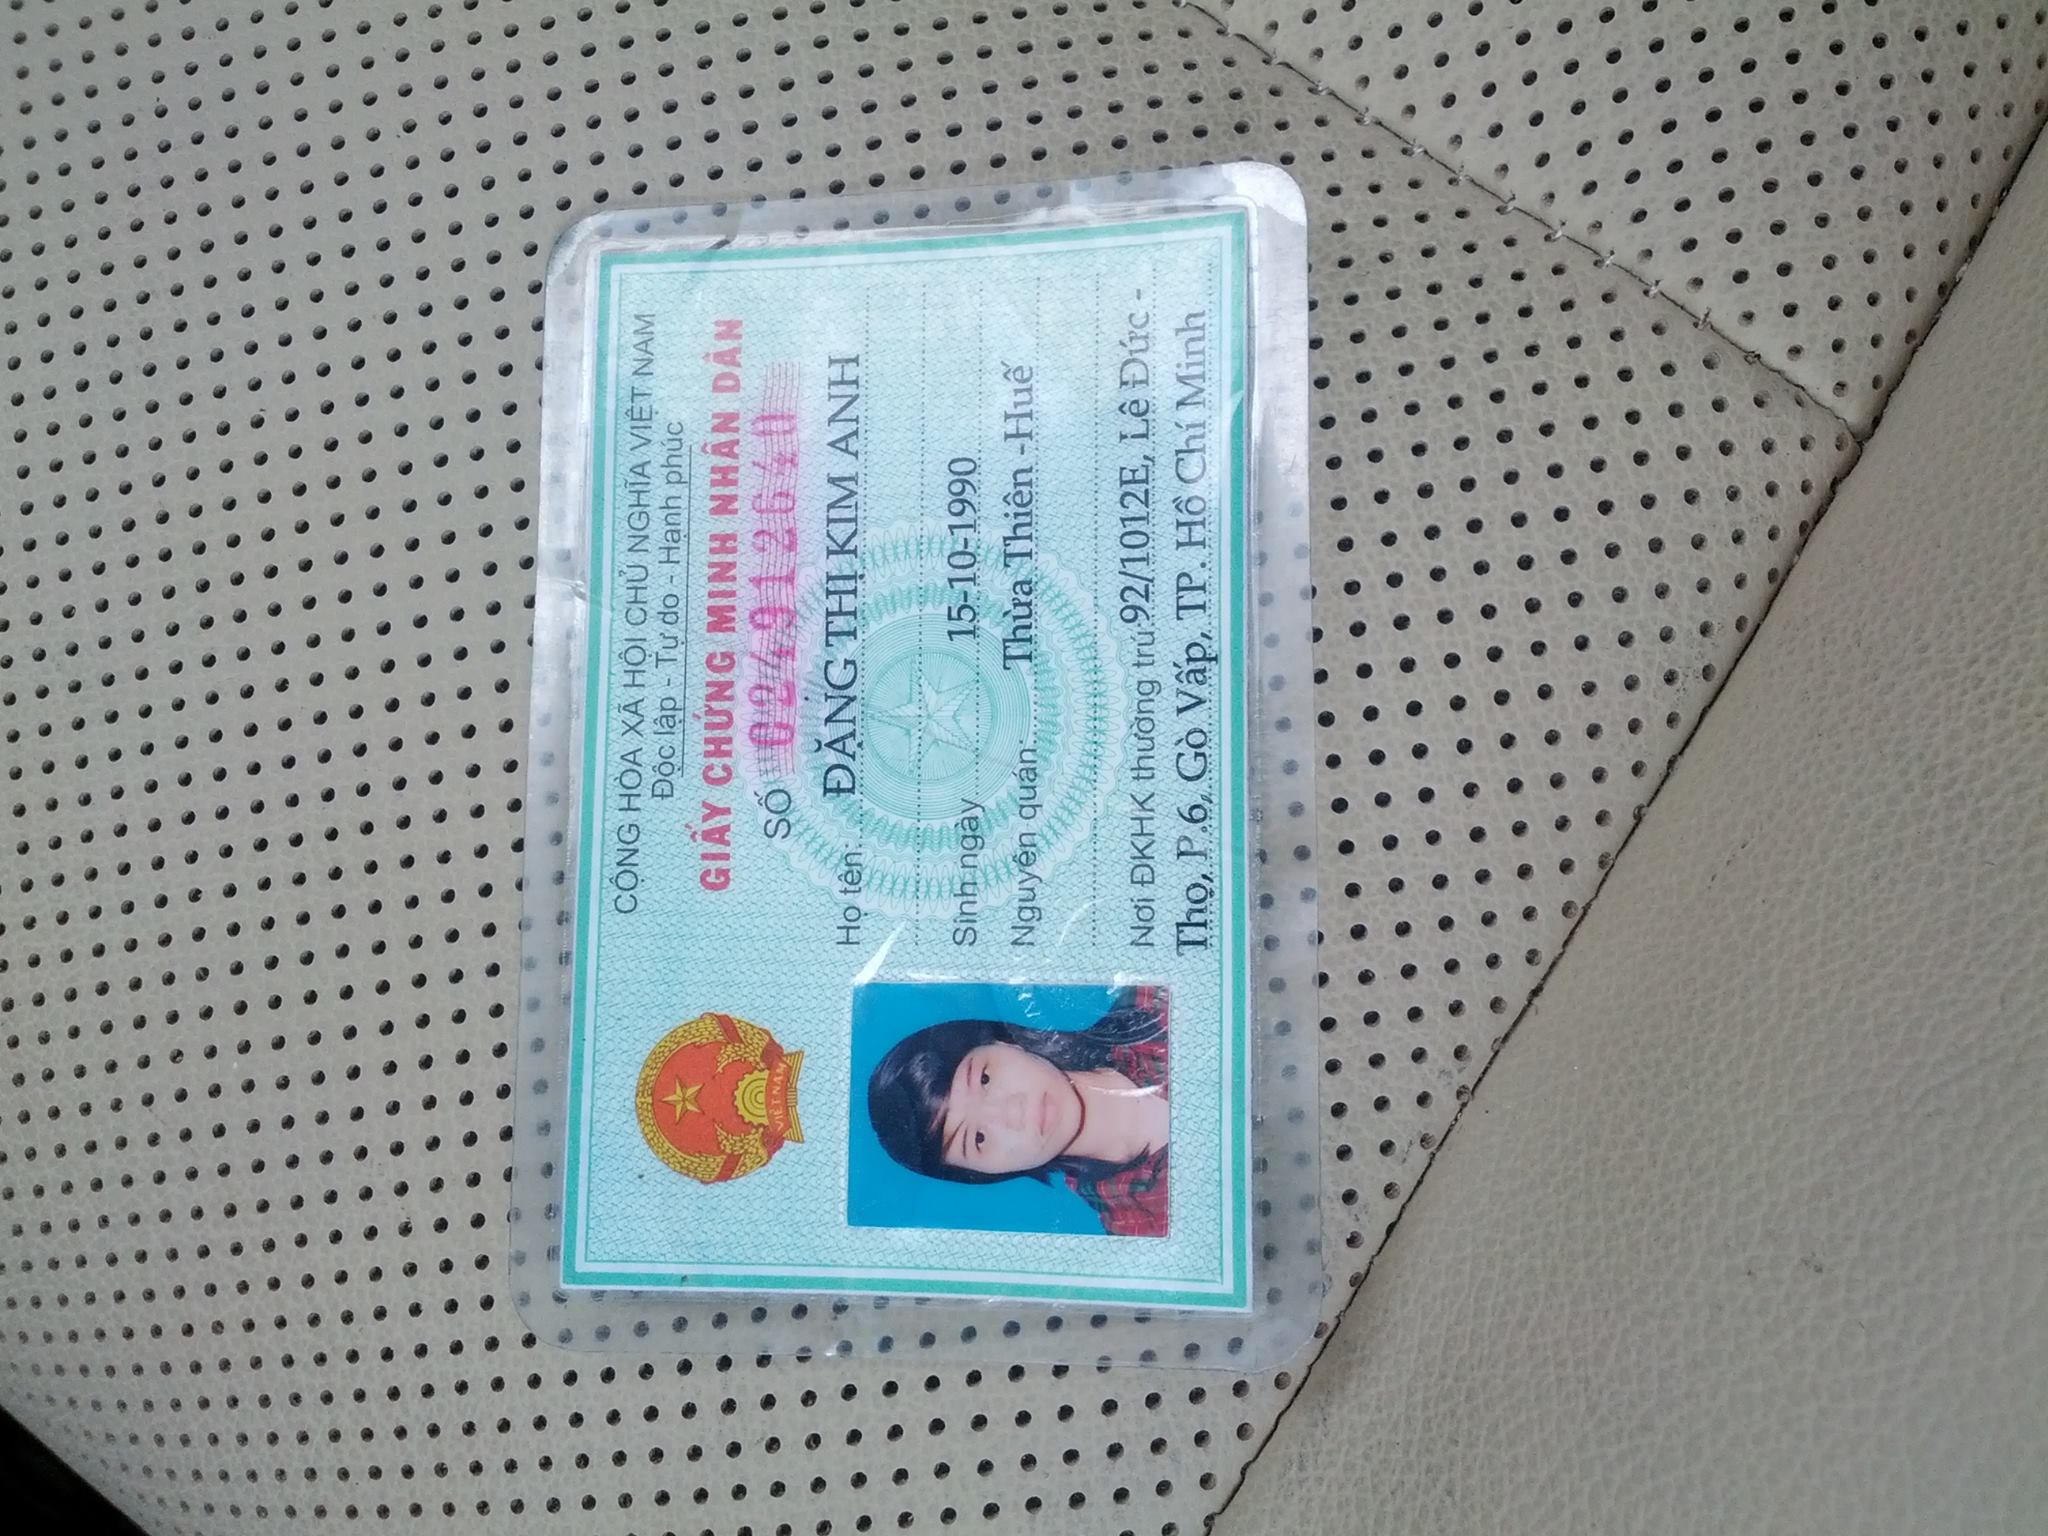 CỘNG HÒA XÃ HỘI CHỦ NGHĨA VIỆT NAM
Độc lập - Tự do - Hạnh phúc
GIẤY CHỨNG MINH NHÂN DÂN
SỐ 024912640
Họ tên: ĐẶNG THỊ KIM ANH
Sinh ngày 15-10-1990
Nguyên quán: Thừa Thiên -Huế
Nơi ĐKHK thường trú 92/1012E, Lê Đức -
Thọ, P.6, Gò Vấp, TP. Hồ Chí Minh
VIỆT NAM